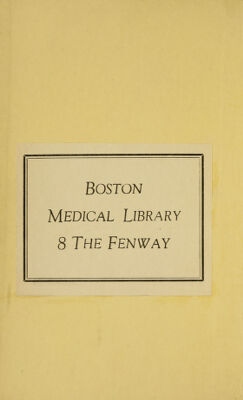 BOSTON
MEDICAL LIBRARY
8 THE FENWAY